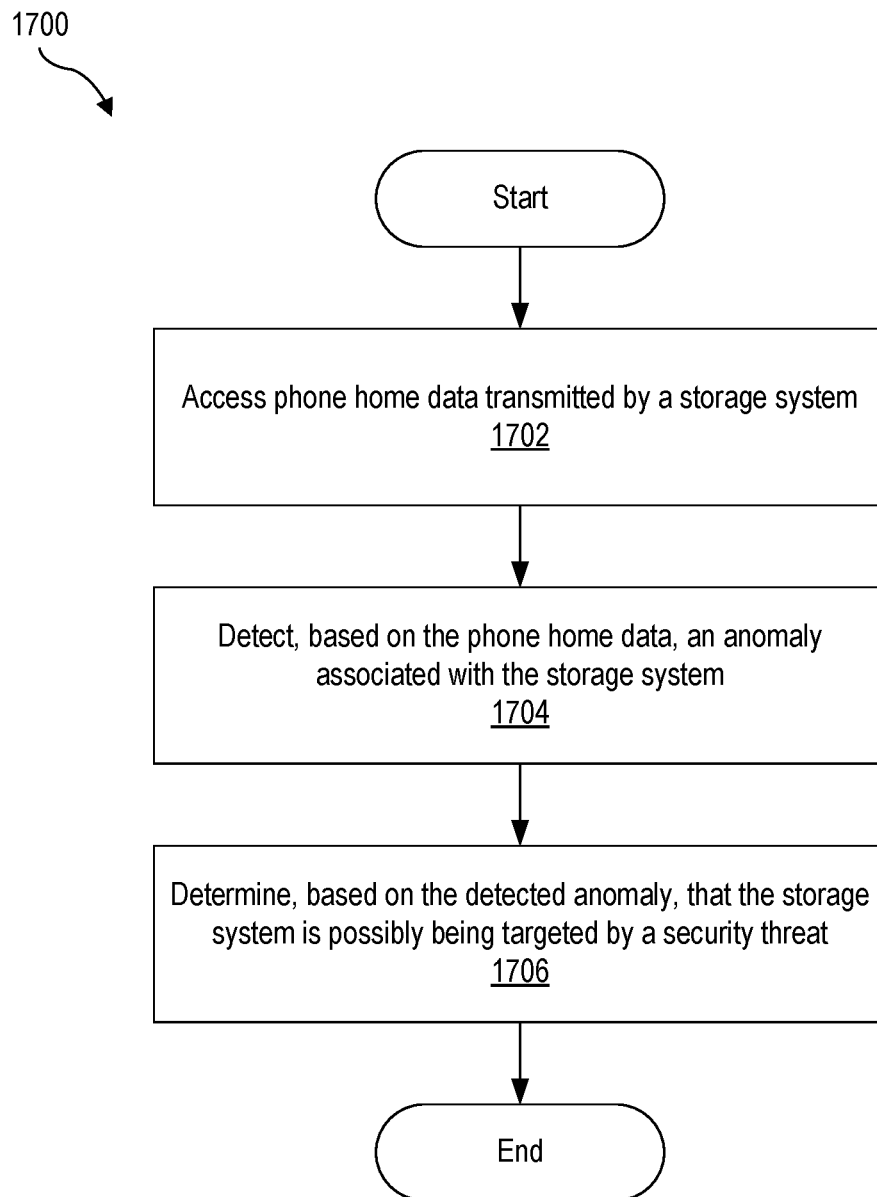 1700
Start
Access phone home data transmitted by a storage system
1702
Detect, based on the phone home data, an anomaly
associated with the storage system
1704
Determine, based on the detected anomaly, that the storage
system is possibly being targeted by a security threat
1706
End